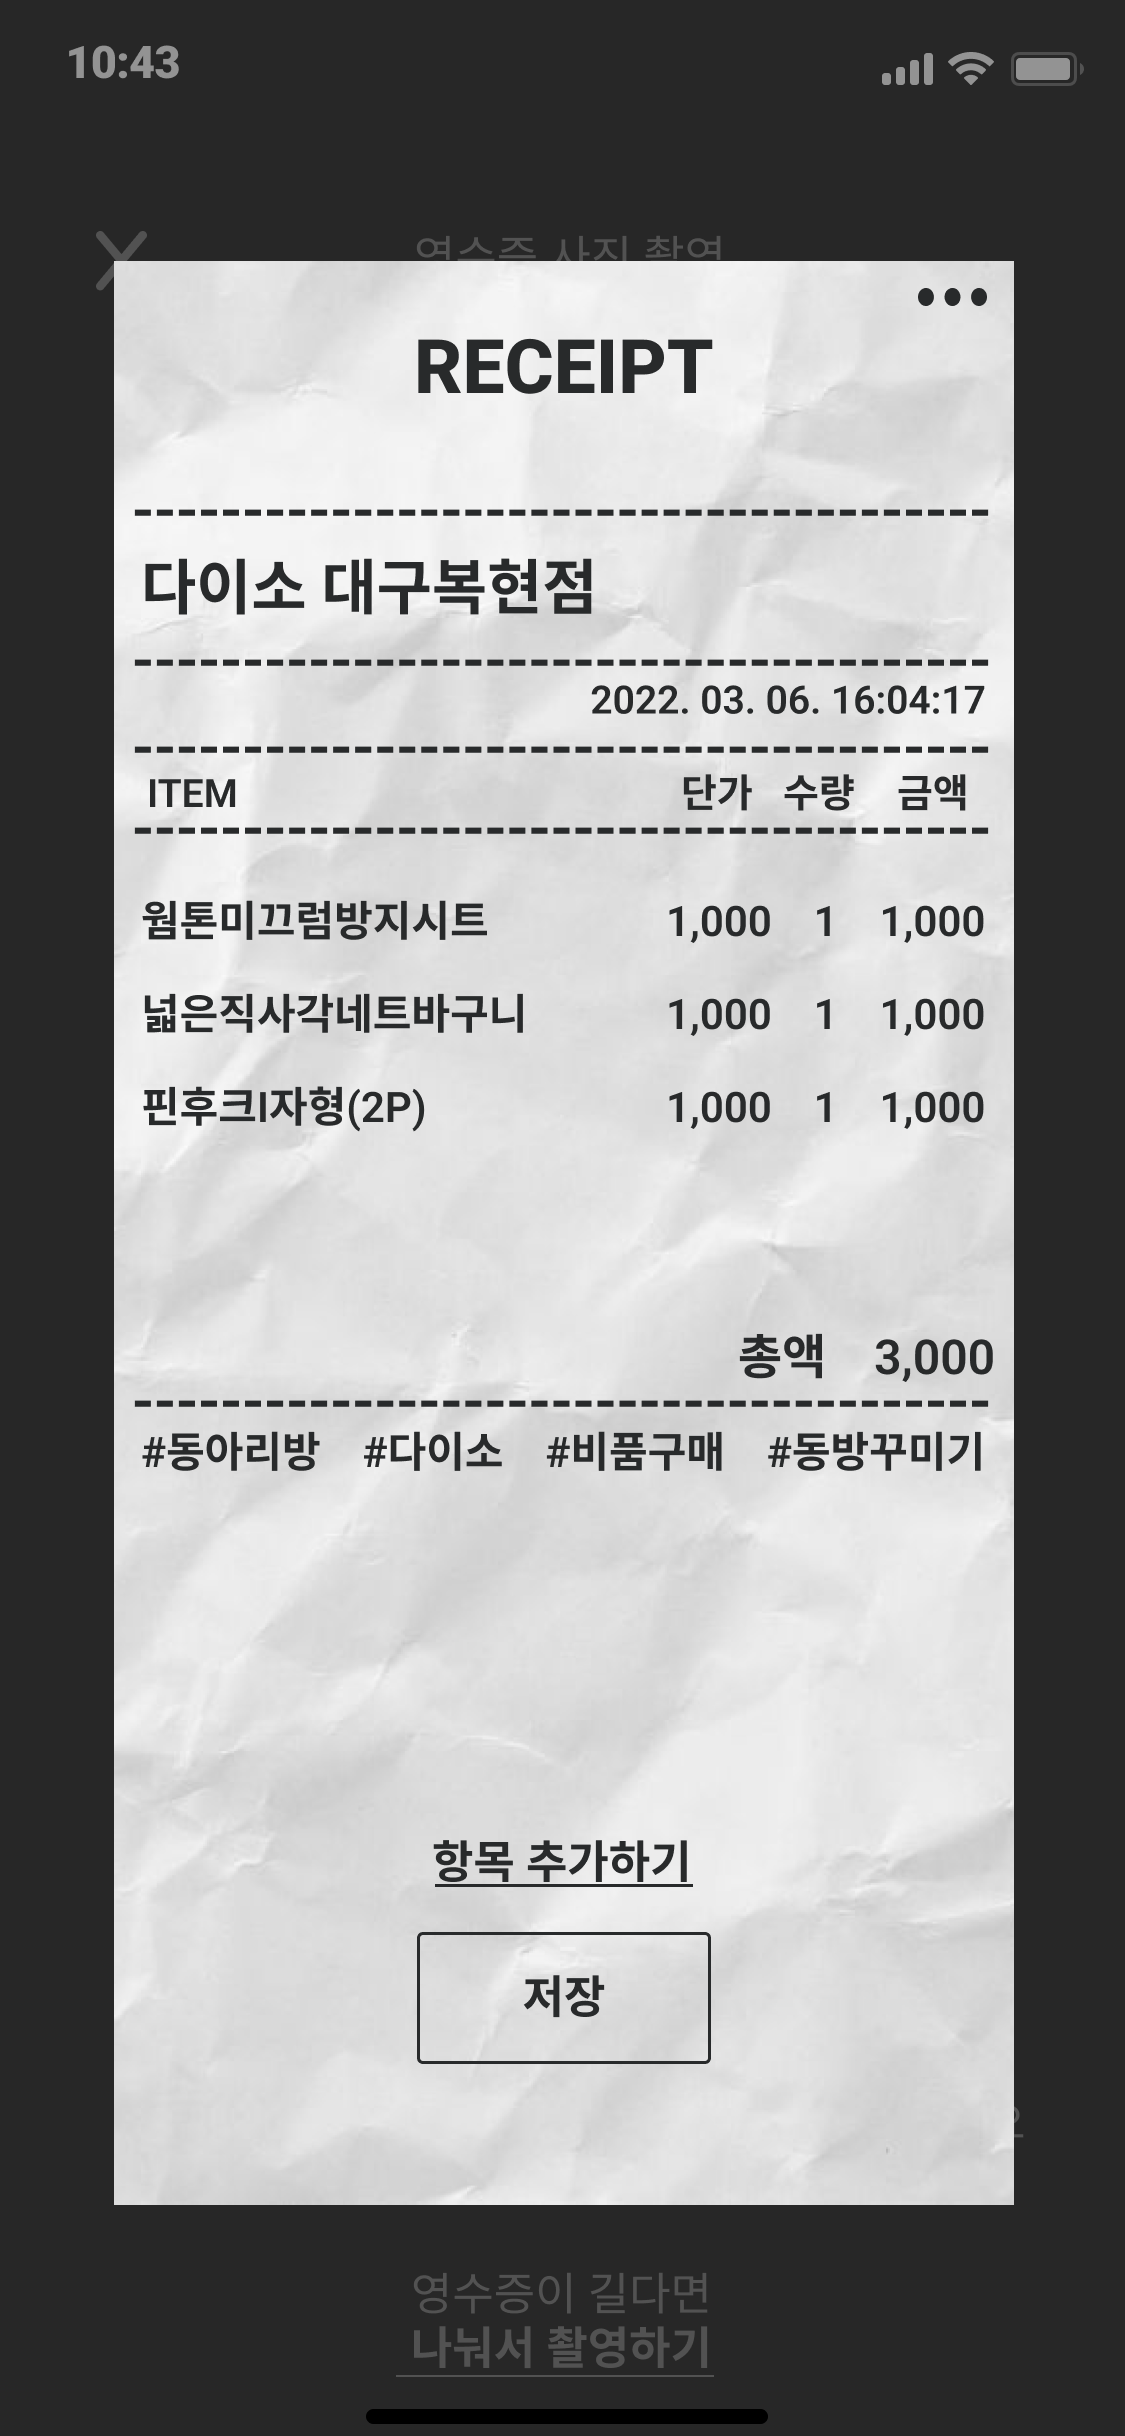 10:43
영수증 사진 촬영
RECEIPT
다이소 대구복현점
2022. 03. 06. 16:04:17
ITEM 단가 수량 금액
웜톤미끄럼방지시트 1,000 1 1,000
넓은직사각네트바구니 1,000 1 1,000
핀후크I자형(2P) 1,000 1 1,000
총액 3,000
#동아리방 #다이소 #비품구매 #동방꾸미기
항목 추가하기
저장
영수증이 길다면
나눠서 촬영하기